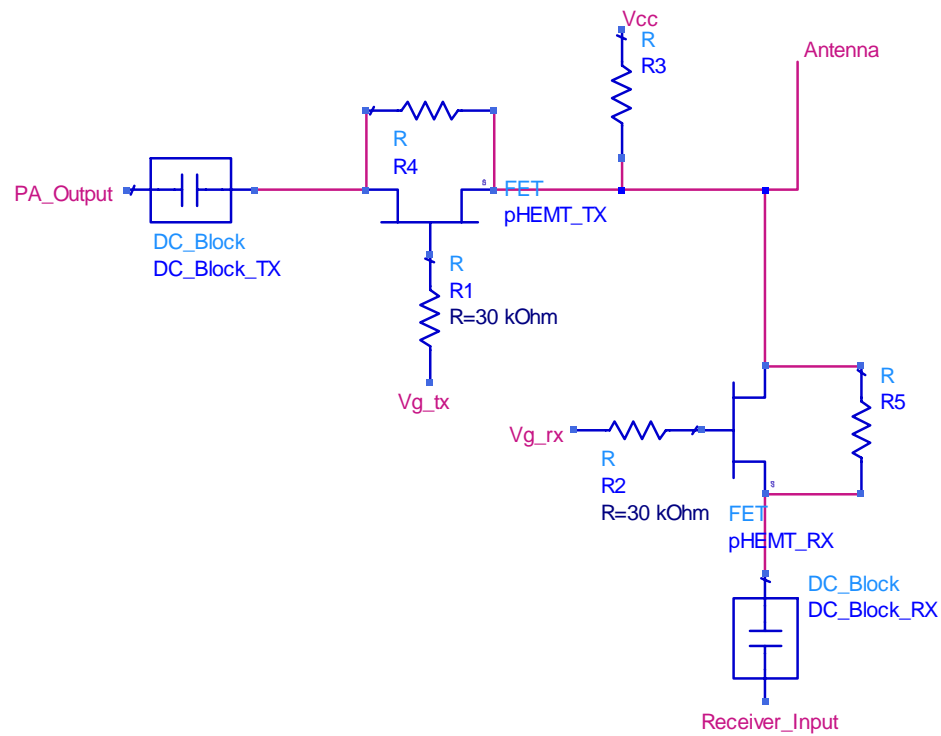 Vcc
R
R3
Antenna
R
R4
PA_Output
s
FET
pHEMT_TX
DC_Block
DC_Block_TX
R
R1
R=30 kOhm
Vg_tx
R
R5
Vg_rx
R
R2
R=30 kOhm
s
FET
pHEMT_RX
DC_Block
DC_Block_RX
Receiver_Input